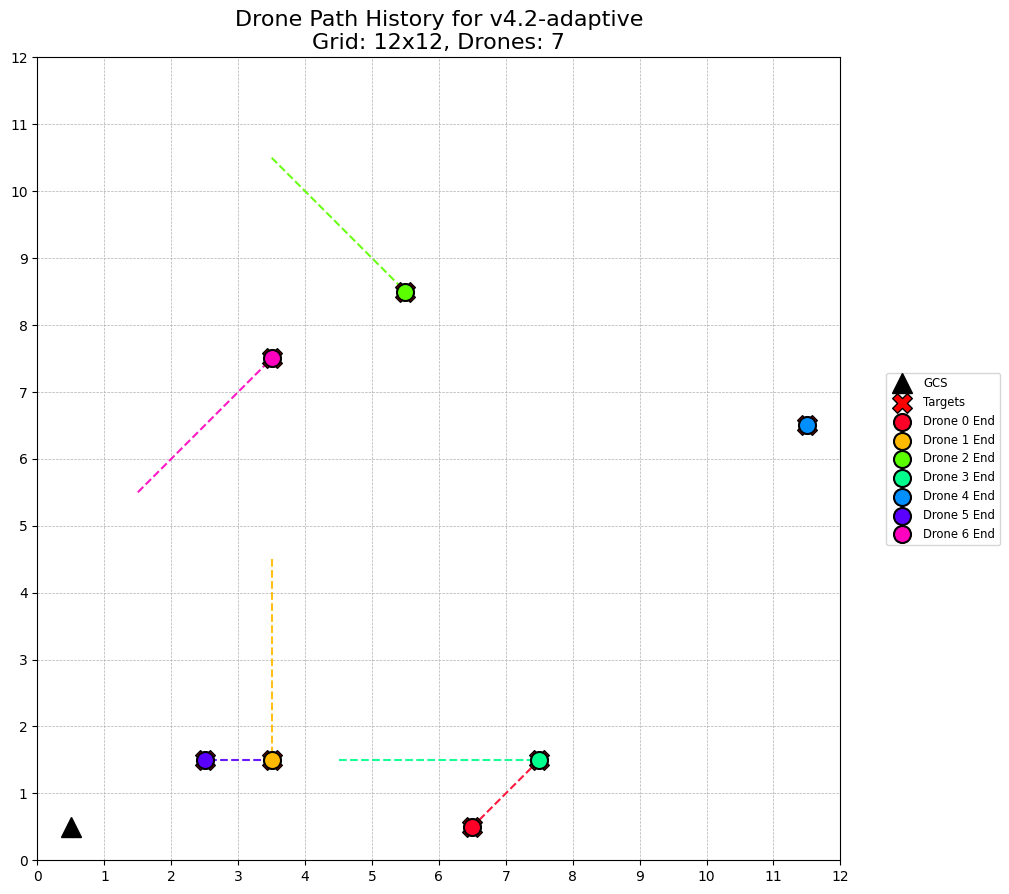 Drone Path History for v4.2-adaptive
Grid: 12x12, Drones: 7
12
11
10
9
8
7
6
5
4
3
2
1
0
0 1 2 3 4 5 6 7 8 9 10 11 12
GCS
Targets
Drone 0 End
Drone 1 End
Drone 2 End
Drone 3 End
Drone 4 End
Drone 5 End
Drone 6 End